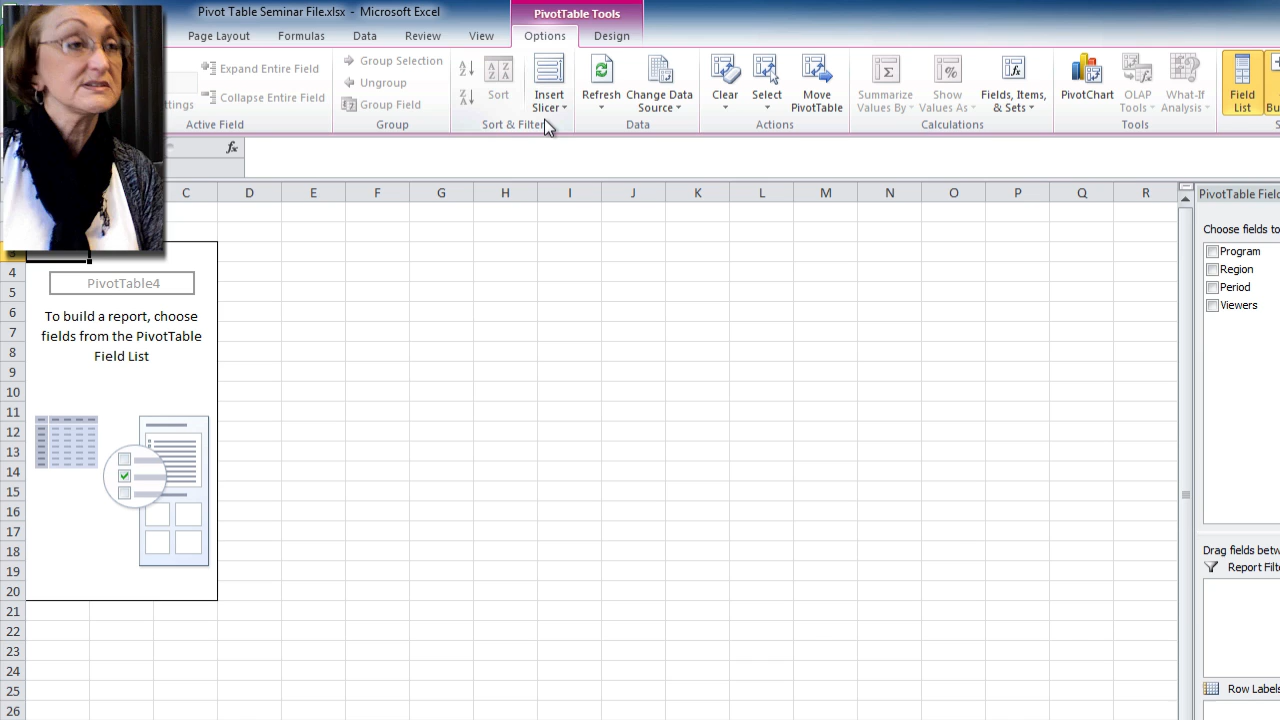 Pivot Table Seminar File.xlsx - Microsoft Excel
PivotTable Tools
Page Layout Formulas Data Review View Options Design
Expand Entire Field
Collapse Entire Field
Active Field
Group Selection
Ungroup
Group Field
Group
Sort
Insert Slicer
Sort & Filter
Refresh
Change Data Source
Data
Clear
Select
Move PivotTable
Actions
Summarize Values By
Show Values As
Fields, Items, & Sets
Calculations
PivotChart
OLAP Tools
What-If Analysis
Tools
Field List
fx
C D E F G H I J K L M N O P Q R
3
4
5
6
7
8
9
10
11
12
13
14
15
16
17
18
19
20
21
22
23
24
25
26
PivotTable4
To build a report, choose
fields from the PivotTable
Field List
PivotTable Field
Choose fields to
Program
Region
Period
Viewers
Drag fields betw
Report Filte
Row Labels